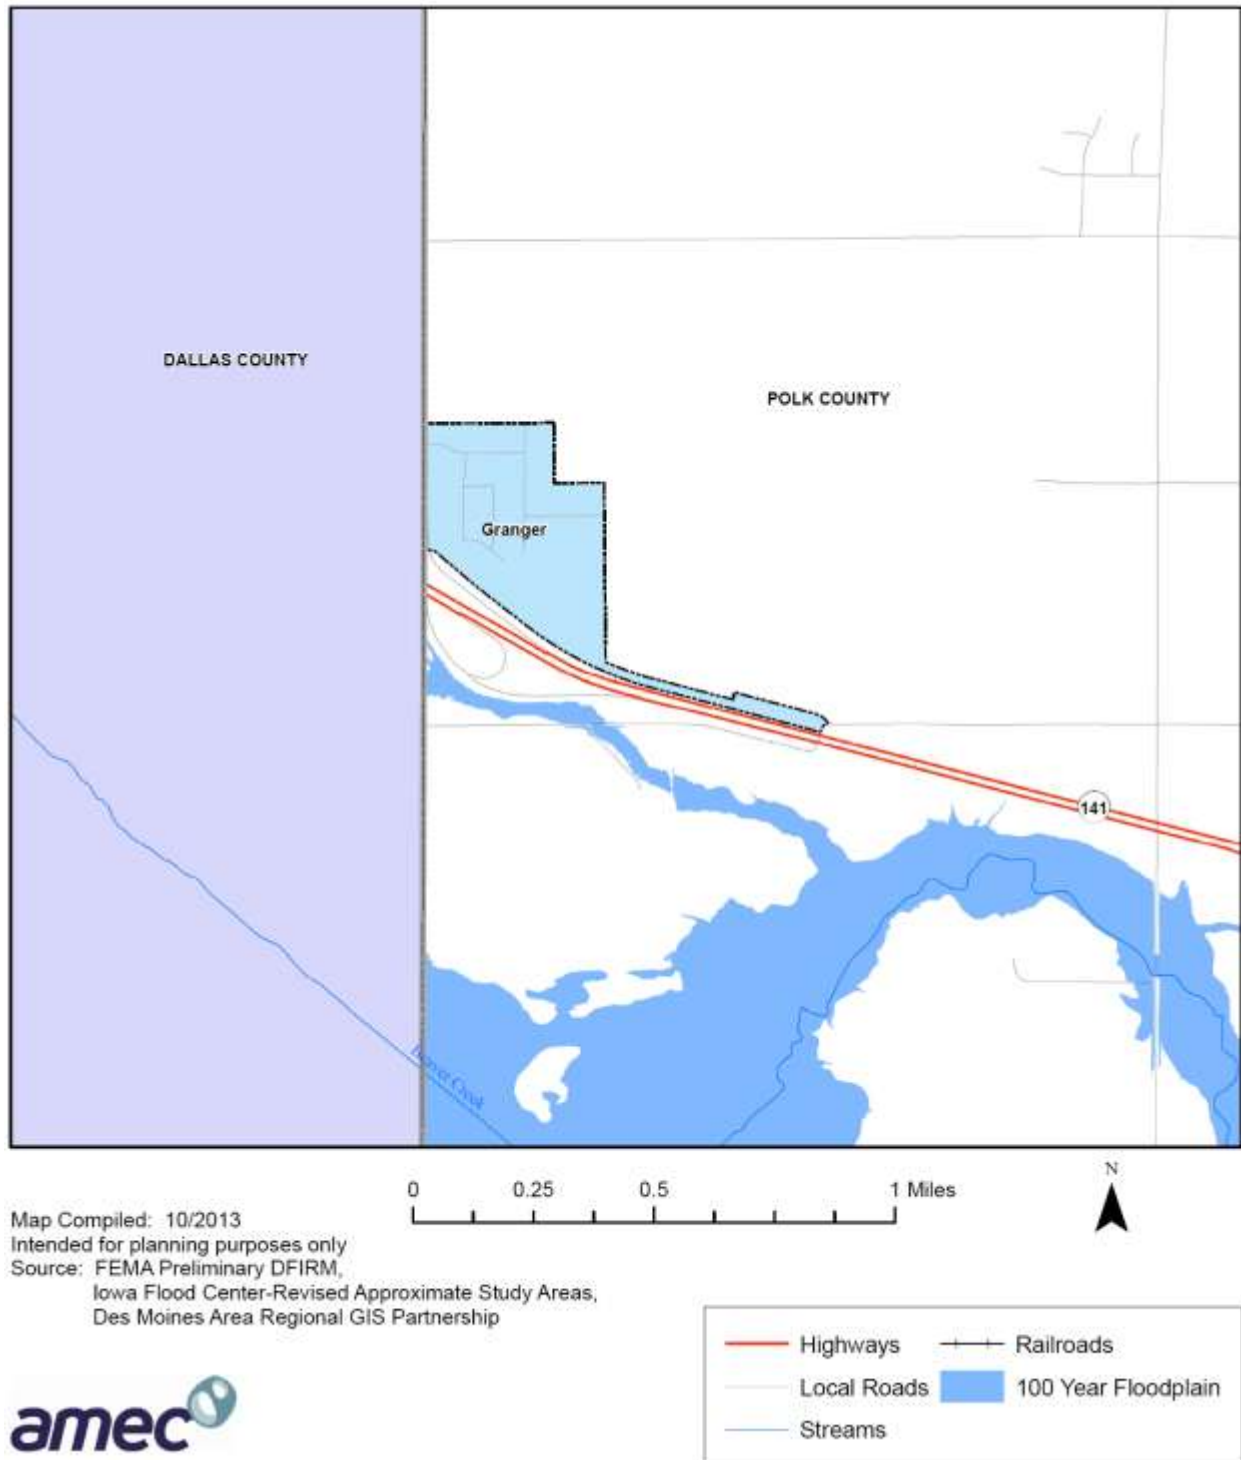 DALLAS COUNTY
POLK COUNTY
Granger
141
Creek
0 0.25 0.5 1 Miles
N
Map Compiled: 10/2013
Intended for planning purposes only
Source: FEMA Preliminary DFIRM,
Iowa Flood Center-Revised Approximate Study Areas,
Des Moines Area Regional GIS Partnership
amec
Highways
Railroads
Local Roads
100 Year Floodplain
Streams